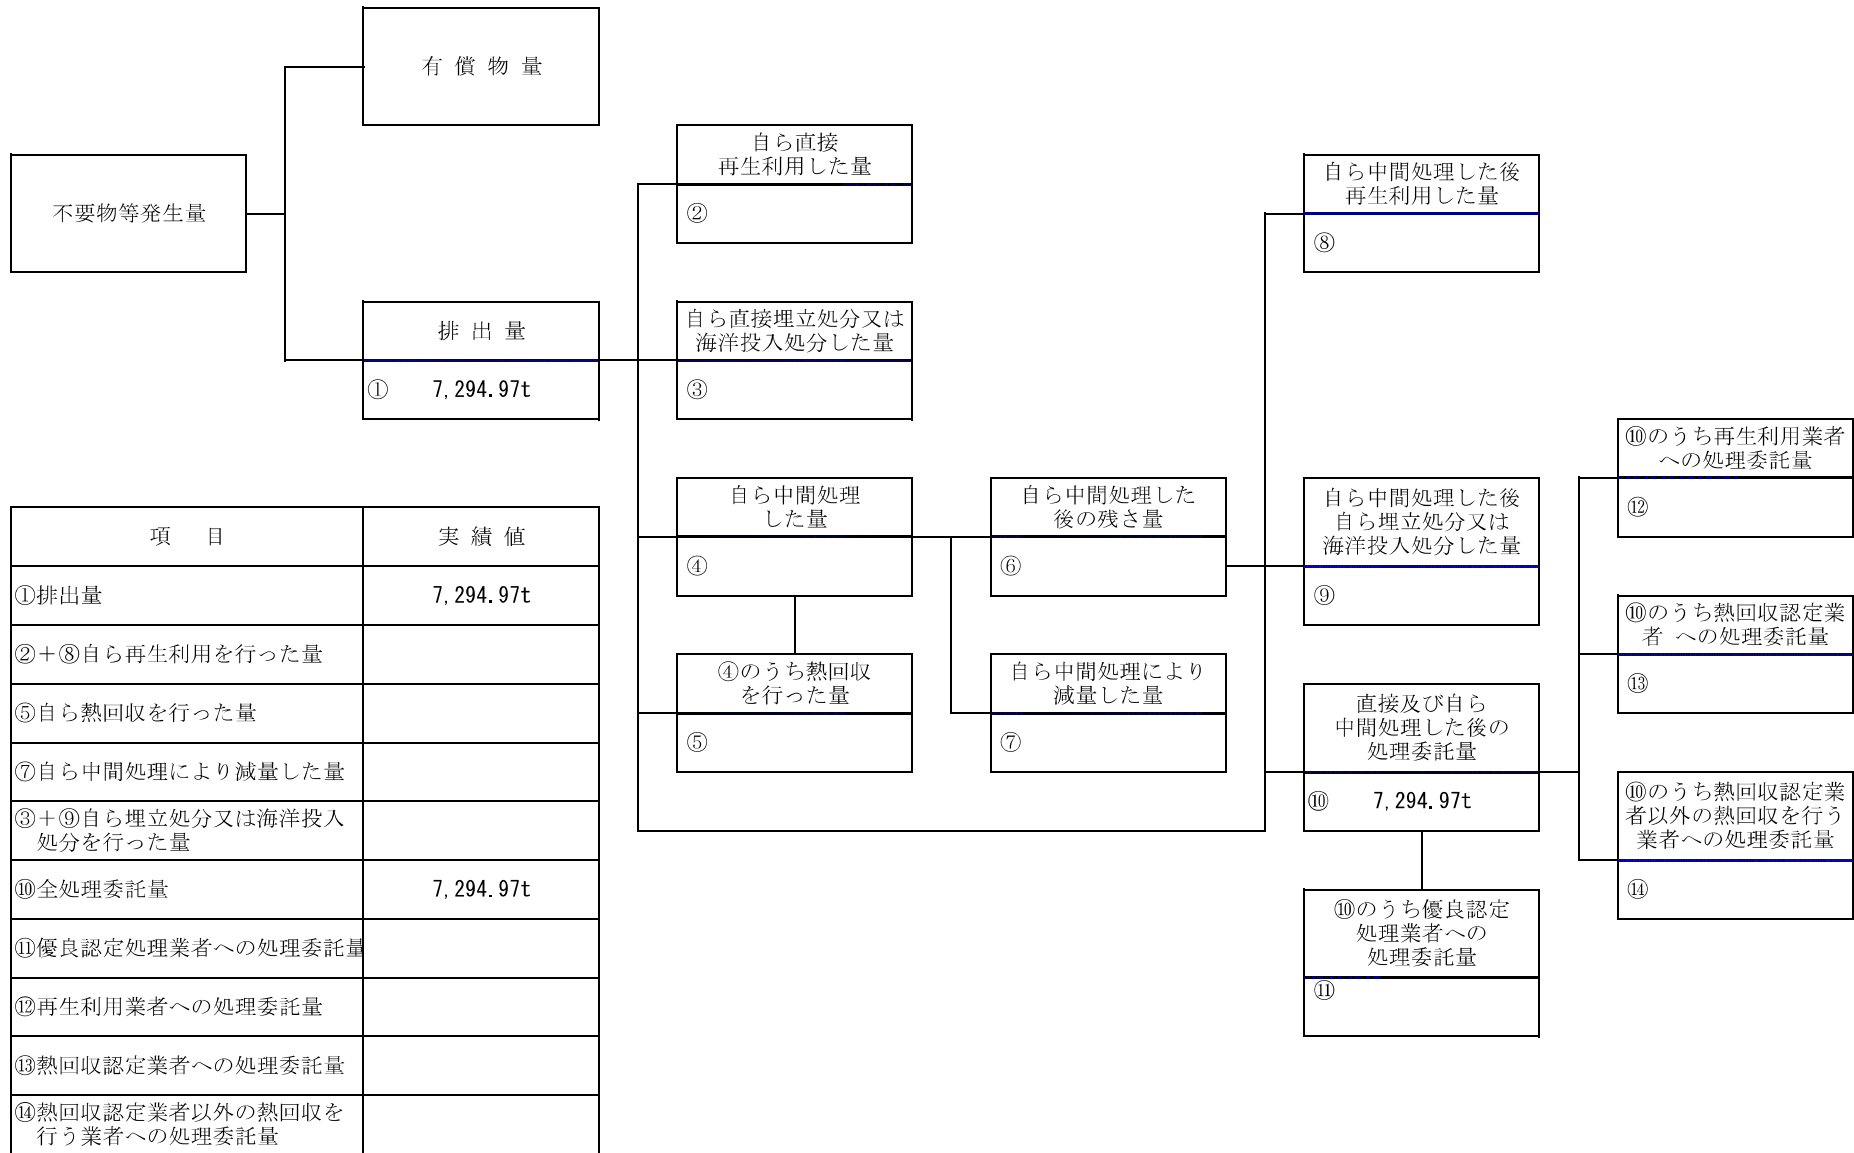 有 償 物 量
不要物等発生量
排 出 量
① 7,294.97t
自ら直接
再生利用した量
②
自ら直接埋立処分又は
海洋投入処分した量
③
自ら中間処理
した量
④
④のうち熱回収
を行った量
⑤
自ら中間処理した
後の残さ量
⑥
自ら中間処理により
減量した量
⑦
自ら中間処理した後
再生利用した量
⑧
自ら中間処理した後
自ら埋立処分又は
海洋投入処分した量
⑨
直接及び自ら
中間処理した後の
処理委託量
⑩ 7,294.97t
⑩のうち優良認定
処理業者への
処理委託量
⑪
⑩のうち再生利用業者
への処理委託量
⑫
⑩のうち熱回収認定業
者 への処理委託量
⑬
⑩のうち熱回収認定業
者以外の熱回収を行う
業者への処理委託量
⑭
項 目 実 績 値
①排出量 7,294.97t
②＋⑧自ら再生利用を行った量
⑤自ら熱回収を行った量
⑦自ら中間処理により減量した量
③＋⑨自ら埋立処分又は海洋投入
処分を行った量
⑩全処理委託量 7,294.97t
⑪優良認定処理業者への処理委託量
⑫再生利用業者への処理委託量
⑬熱回収認定業者への処理委託量
⑭熱回収認定業者以外の熱回収を
行う業者への処理委託量